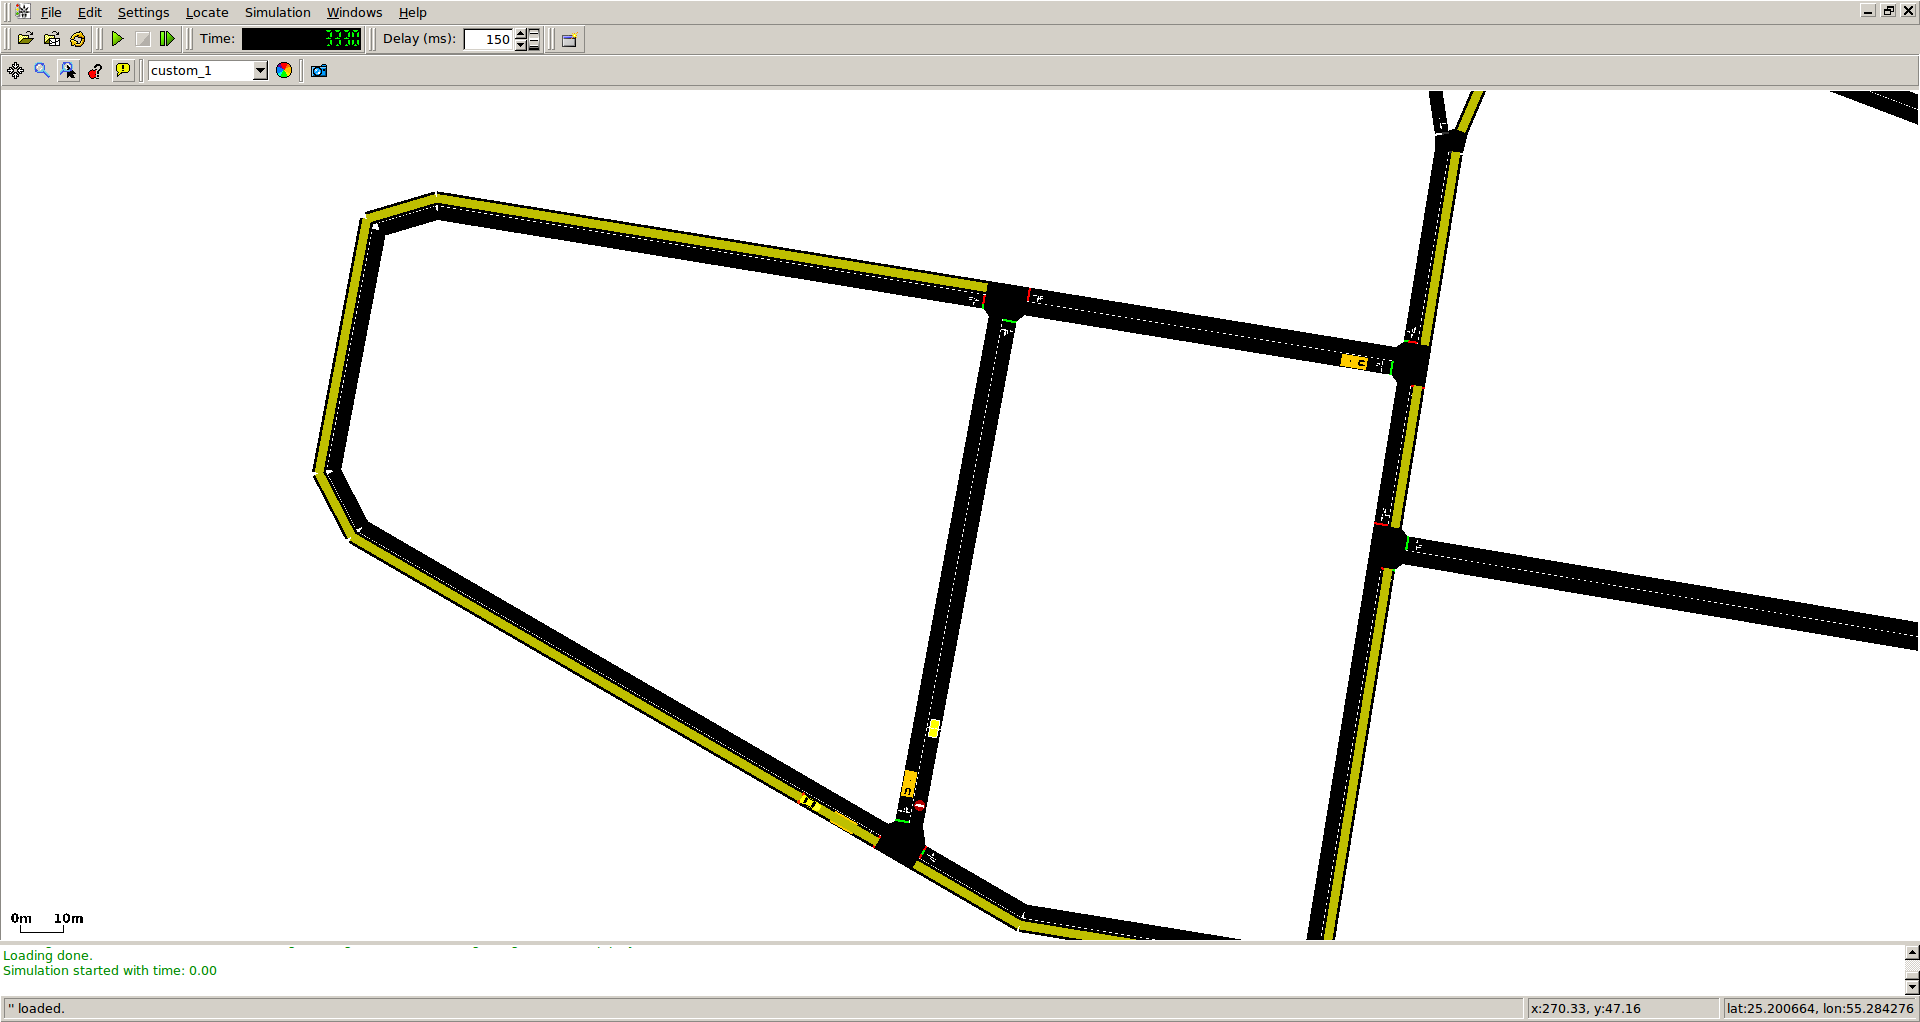 File Edit Settings Locate Simulation Windows Help
Time: 3330 Delay (ms): 150
custom_1
0m 10m
Loading done.
Simulation started with time: 0.00
'' loaded. x:270.33, y:47.16 lat:25.200664, lon:55.284276